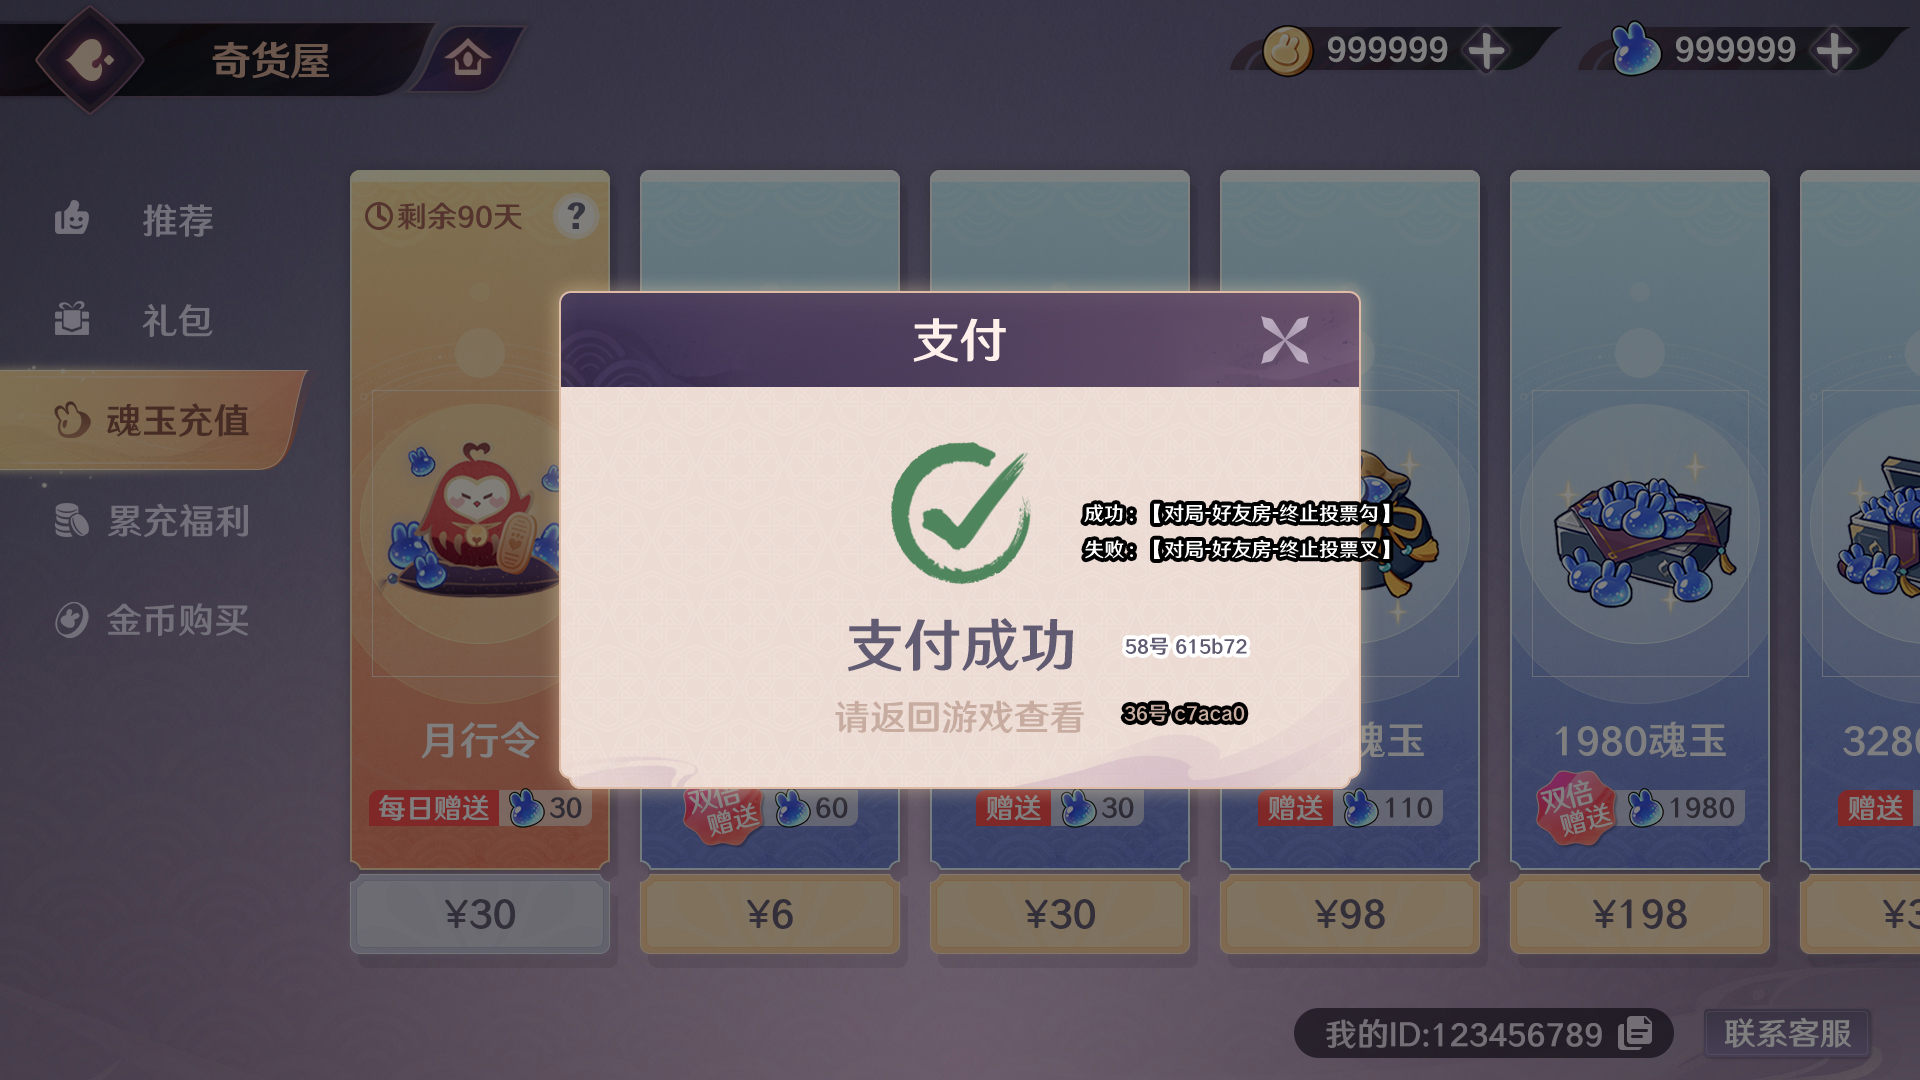 奇货屋
999999
999999
推荐
礼包
魂玉充值
累充福利
金币购买
剩余90天
?
支付
成功：【对局-好友房-终止投票勾】
失败：【对局-好友房-终止投票叉】
支付成功
58号 615b72
请返回游戏查看
36号 c7aca0
月行令
魂玉
1980魂玉
3280
每日赠送 30
双倍赠送 60
赠送 30
赠送 110
双倍赠送 1980
赠送
¥30
¥6
¥30
¥98
¥198
¥3
我的ID:123456789
联系客服